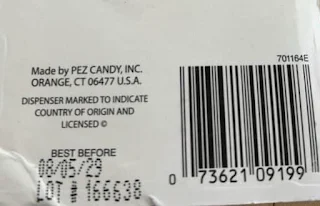 701164E
Made by PEZ CANDY, INC.
ORANGE, CT 06477 U.S.A.
DISPENSER MARKED TO INDICATE
COUNTRY OF ORIGIN AND
LICENSED ©
BEST BEFORE
08/05/29
LOT # 166638
0 73621 09199